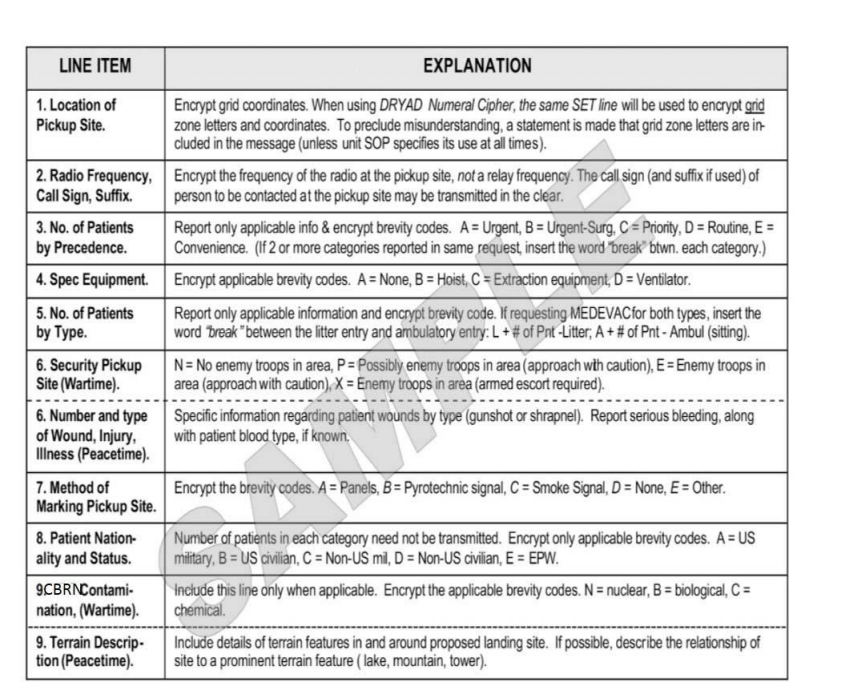 LINE ITEM EXPLANATION
1. Location of Pickup Site.
Encrypt grid coordinates. When using DRYAD Numeral Cipher, the same SET line will be used to encrypt grid
zone letters and coordinates. To preclude misunderstanding, a statement is made that grid zone letters are in-
cluded in the message (unless unit SOP specifies its use at all times).
2. Radio Frequency,
Call Sign, Suffix.
Encrypt the frequency of the radio at the pickup site, not a relay frequency. The call sign (and suffix if used) of
person to be contacted at the pickup site may be transmitted in the clear.
3. No. of Patients
by Precedence.
Report only applicable info & encrypt brevity codes. A = Urgent, B = Urgent-Surg, C = Priority, D = Routine, E =
Convenience. (If 2 or more categories reported in same request, insert the word "break" btwn. each category.)
4. Spec Equipment.
Encrypt applicable brevity codes. A = None, B = Hoist, C = Extraction equipment, D = Ventilator.
5. No. of Patients
by Type.
Report only applicable information and encrypt brevity code. If requesting MEDEVAC for both types, insert the
word "break" between the litter entry and ambulatory entry: L + # of Pnt -Litter; A + # of Pnt - Ambul (sitting).
6. Security Pickup
Site (Wartime).
N = No enemy troops in area, P = Possibly enemy troops in area (approach with caution), E = Enemy troops in
area (approach with caution), X = Enemy troops in area (armed escort required).
6. Number and type
of Wound, Injury,
Illness (Peacetime).
Specific information regarding patient wounds by type (gunshot or shrapnel). Report serious bleeding, along
with patient blood type, if known.
7. Method of
Marking Pickup Site.
Encrypt the brevity codes. A = Panels, B = Pyrotechnic signal, C = Smoke Signal, D = None, E = Other.
8. Patient Nation-
ality and Status.
Number of patients in each category need not be transmitted. Encrypt only applicable brevity codes. A = US
military, B = US civilian, C = Non-US mil, D = Non-US civilian, E = EPW.
9.CBRN Contami-
nation, (Wartime).
Include this line only when applicable. Encrypt the applicable brevity codes. N = nuclear, B = biological, C =
chemical.
9. Terrain Descrip-
tion (Peacetime).
Include details of terrain features in and around proposed landing site. If possible, describe the relationship of
site to a prominent terrain feature ( lake, mountain, tower).
SAMPLE